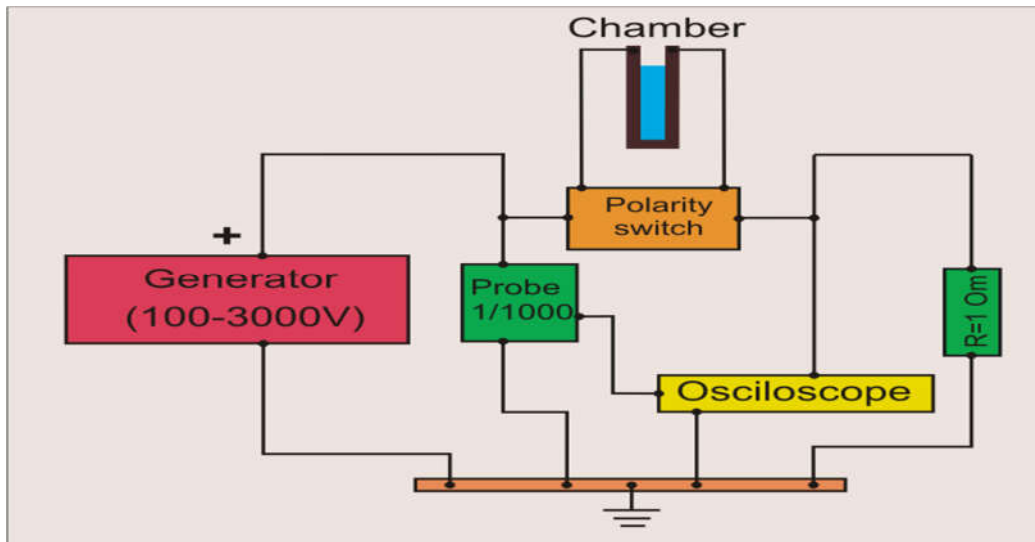 Chamber
Polarity
switch
+
Generator
(100-3000V)
Probe
1/1000
R=1 Om
Osciloscope